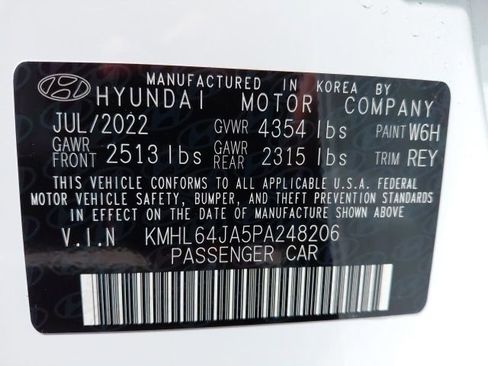 MANUFACTURED IN KOREA BY
HYUNDAI MOTOR COMPANY
JUL/2022 GVWR 4354 lbs PAINT W6H
GAWR FRONT 2513 lbs GAWR REAR 2315 lbs TRIM REY
THIS VEHICLE CONFORMS TO ALL APPLICABLE U.S.A. FEDERAL
MOTOR VEHICLE SAFETY, BUMPER, AND THEFT PREVENTION STANDARDS
IN EFFECT ON THE DATE OF MANUFACTURE SHOWN ABOVE.
V.I.N KMHL64JA5PA248206
PASSENGER CAR